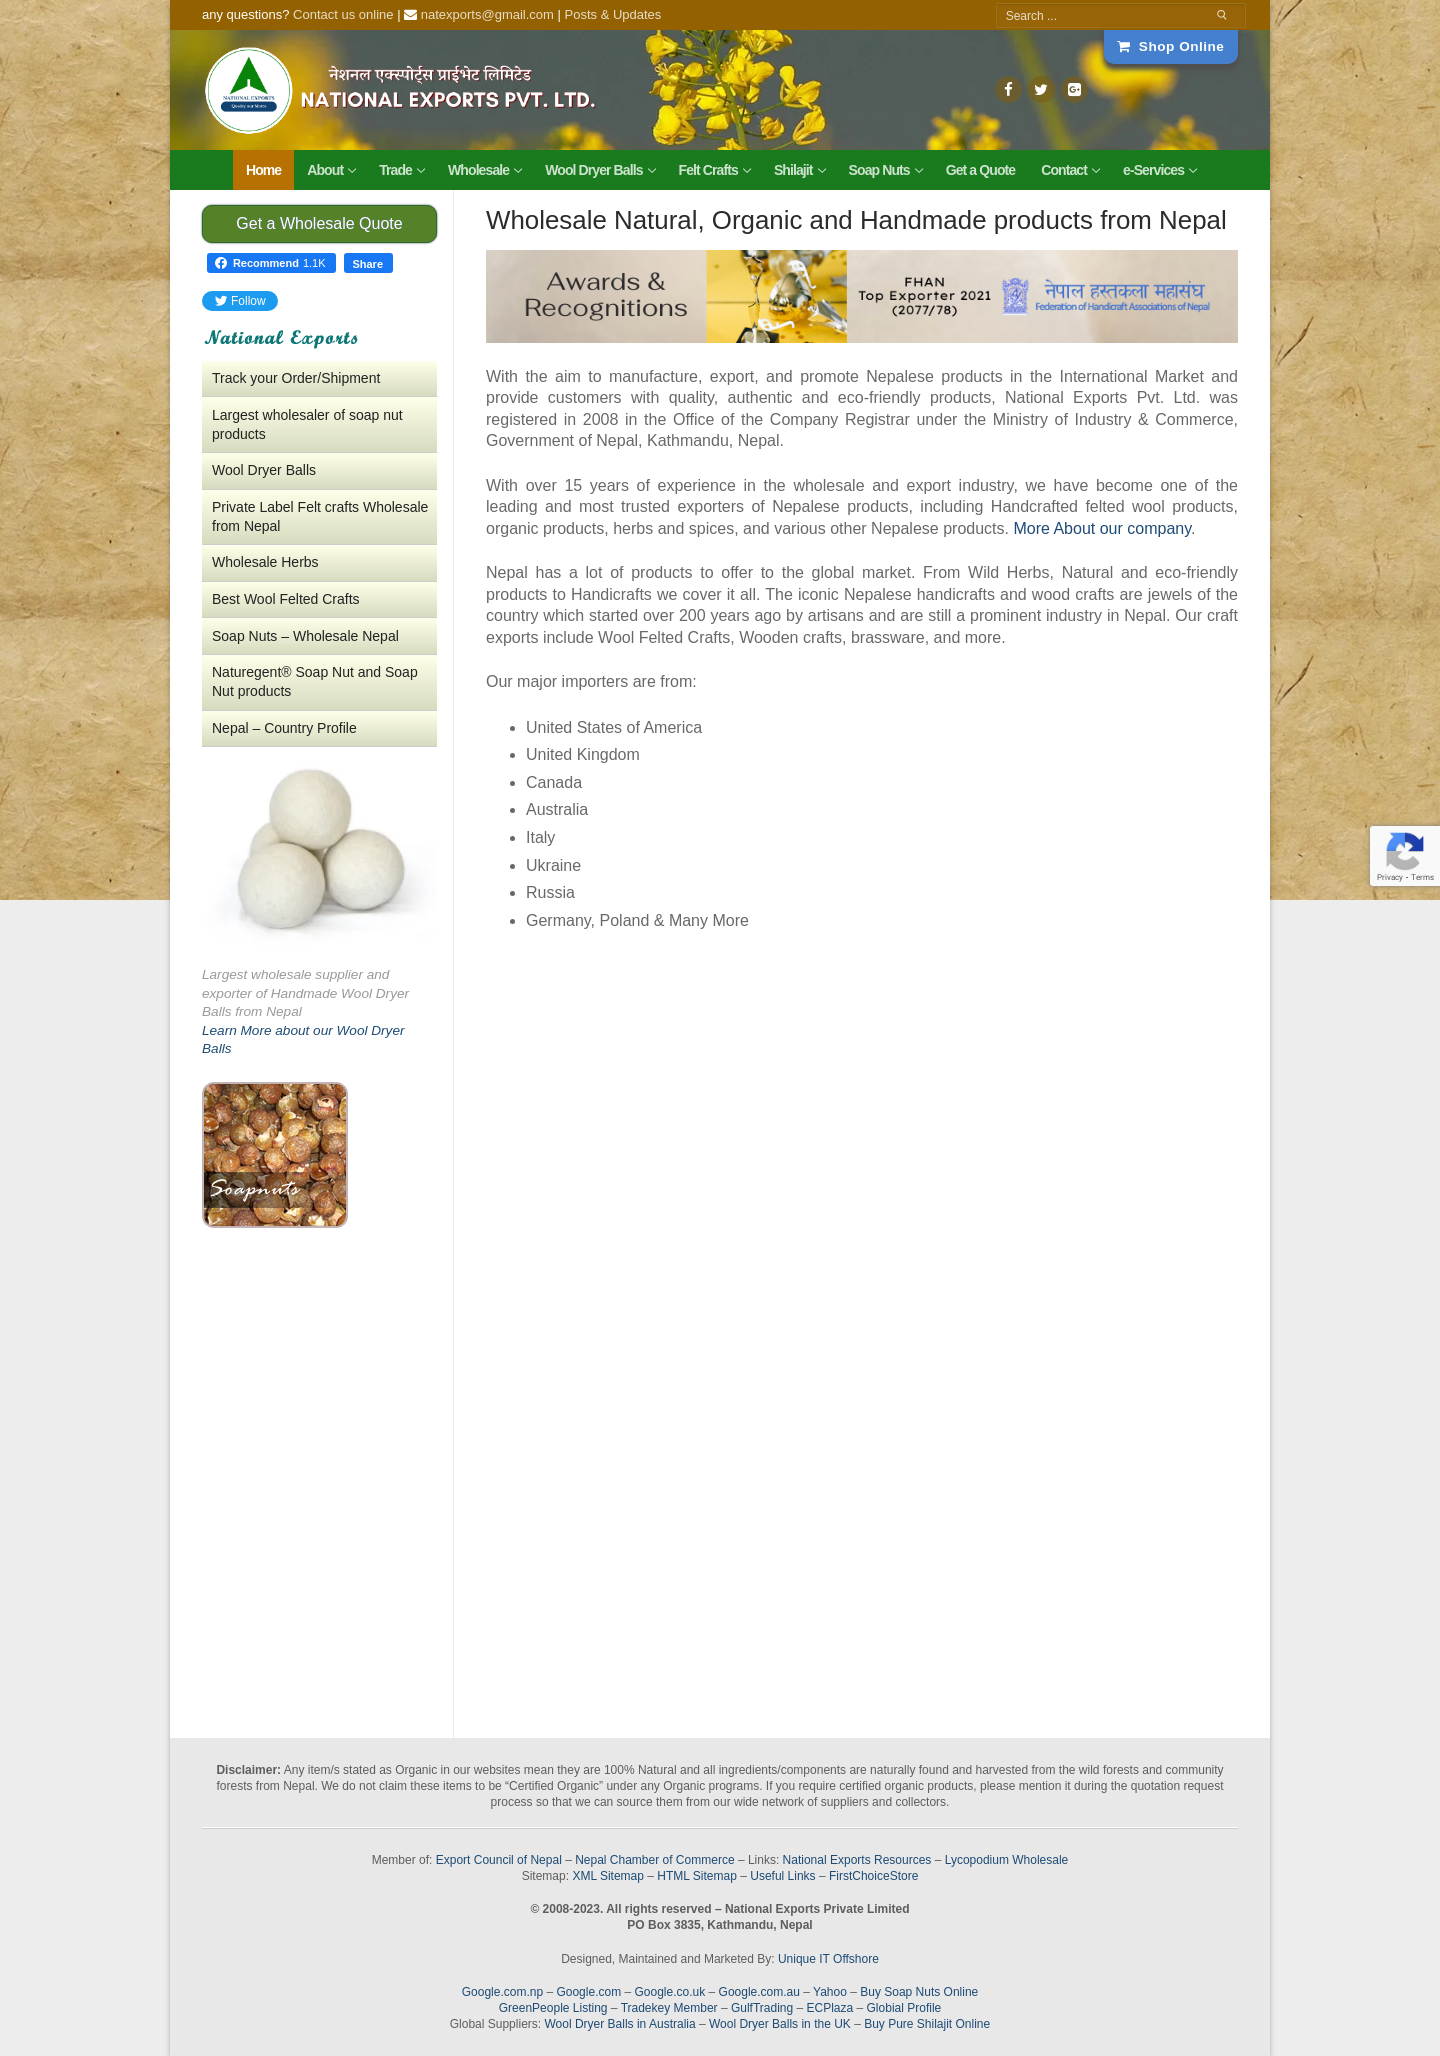 any questions? Contact us online | natexports@gmail.com | Posts & Updates
Search ...
Shop Online
NATIONAL EXPORTS
Quality our Motto
नेशनल एक्स्पोर्ट्स प्राईभेट लिमिटेड
NATIONAL EXPORTS PVT. LTD.
Home About Trade Wholesale Wool Dryer Balls Felt Crafts Shilajit Soap Nuts Get a Quote Contact e-Services
Get a Wholesale Quote
Recommend 1.1K Share
Follow
National Exports
Track your Order/Shipment
Largest wholesaler of soap nut
products
Wool Dryer Balls
Private Label Felt crafts Wholesale
from Nepal
Wholesale Herbs
Best Wool Felted Crafts
Soap Nuts – Wholesale Nepal
Naturegent® Soap Nut and Soap
Nut products
Nepal – Country Profile
Largest wholesale supplier and
exporter of Handmade Wool Dryer
Balls from Nepal
Learn More about our Wool Dryer
Balls
Soapnuts
Wholesale Natural, Organic and Handmade products from Nepal
Awards &
Recognitions
FHAN
Top Exporter 2021
(2077/78)
नेपाल हस्तकला महासंघ
Federation of Handicraft Associations of Nepal
With the aim to manufacture, export, and promote Nepalese products in the International Market and
provide customers with quality, authentic and eco-friendly products, National Exports Pvt. Ltd. was
registered in 2008 in the Office of the Company Registrar under the Ministry of Industry & Commerce,
Government of Nepal, Kathmandu, Nepal.
With over 15 years of experience in the wholesale and export industry, we have become one of the
leading and most trusted exporters of Nepalese products, including Handcrafted felted wool products,
organic products, herbs and spices, and various other Nepalese products. More About our company.
Nepal has a lot of products to offer to the global market. From Wild Herbs, Natural and eco-friendly
products to Handicrafts we cover it all. The iconic Nepalese handicrafts and wood crafts are jewels of the
country which started over 200 years ago by artisans and are still a prominent industry in Nepal. Our craft
exports include Wool Felted Crafts, Wooden crafts, brassware, and more.
Our major importers are from:
United States of America
United Kingdom
Canada
Australia
Italy
Ukraine
Russia
Germany, Poland & Many More
Privacy - Terms
Disclaimer: Any item/s stated as Organic in our websites mean they are 100% Natural and all ingredients/components are naturally found and harvested from the wild forests and community
forests from Nepal. We do not claim these items to be “Certified Organic” under any Organic programs. If you require certified organic products, please mention it during the quotation request
process so that we can source them from our wide network of suppliers and collectors.
Member of: Export Council of Nepal – Nepal Chamber of Commerce – Links: National Exports Resources – Lycopodium Wholesale
Sitemap: XML Sitemap – HTML Sitemap – Useful Links – FirstChoiceStore
© 2008-2023. All rights reserved – National Exports Private Limited
PO Box 3835, Kathmandu, Nepal
Designed, Maintained and Marketed By: Unique IT Offshore
Google.com.np – Google.com – Google.co.uk – Google.com.au – Yahoo – Buy Soap Nuts Online
GreenPeople Listing – Tradekey Member – GulfTrading – ECPlaza – Globial Profile
Global Suppliers: Wool Dryer Balls in Australia – Wool Dryer Balls in the UK – Buy Pure Shilajit Online